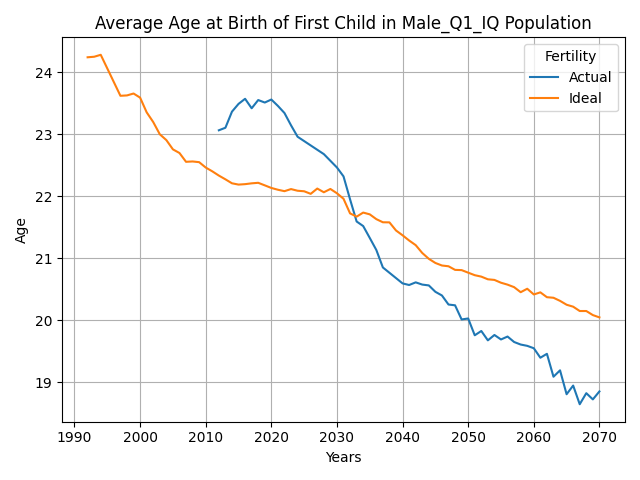 Average Age at Birth of First Child in Male_Q1_IQ Population
Fertility
Actual
Ideal
Age
24
23
22
21
20
19
1990
2000
2010
2020
2030
2040
2050
2060
2070
Years